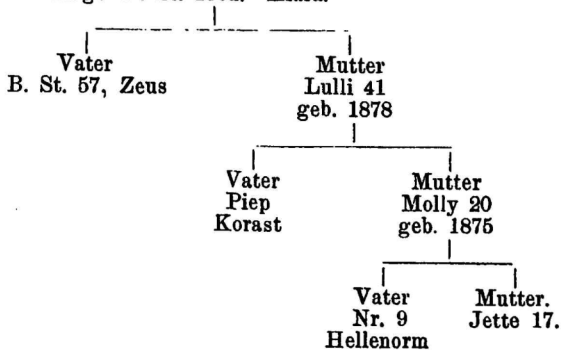 Vater
B. St. 57, Zeus
Mutter
Lulli 41
geb. 1878
Vater
Piep
Korast
Mutter
Molly 20
geb. 1875
Vater
Nr. 9
Hellenorm
Mutter.
Jette 17.